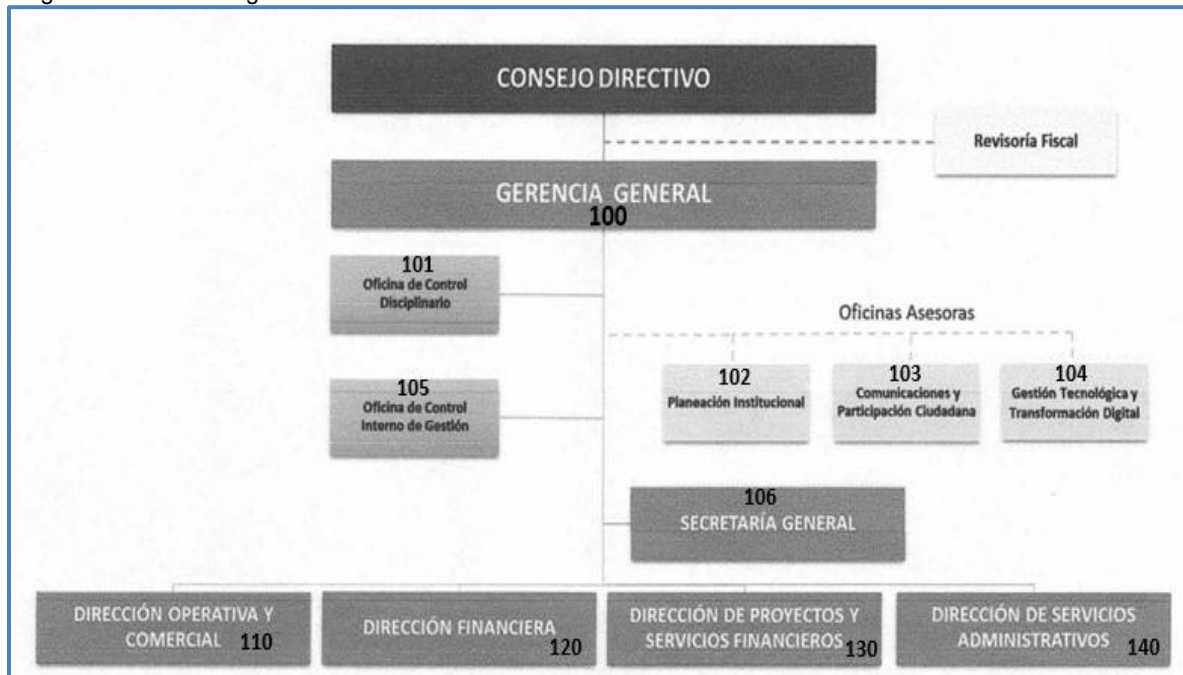 CONSEJO DIRECTIVO
Revisoría Fiscal
GERENCIA GENERAL
100
101
Oficina de Control
Disciplinario
Oficinas Asesoras
102
Planeación Institucional
103
Comunicaciones y
Participación Ciudadana
104
Gestión Tecnológica y
Transformación Digital
105
Oficina de Control
Interno de Gestión
106
SECRETARÍA GENERAL
DIRECCIÓN OPERATIVA Y
COMERCIAL 110
DIRECCIÓN FINANCIERA 120
DIRECCIÓN DE PROYECTOS Y
SERVICIOS FINANCIEROS 130
DIRECCIÓN DE SERVICIOS
ADMINISTRATIVOS 140